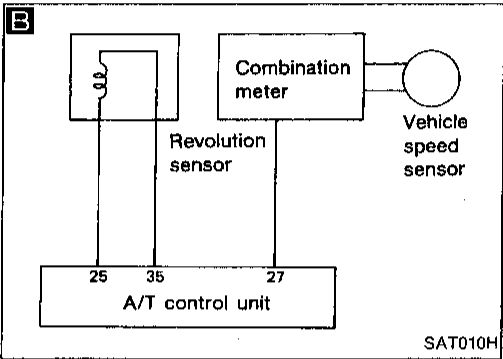 B
Combination
meter
Revolution
sensor
Vehicle
speed
sensor
25 35 27
A/T control unit
SAT010H